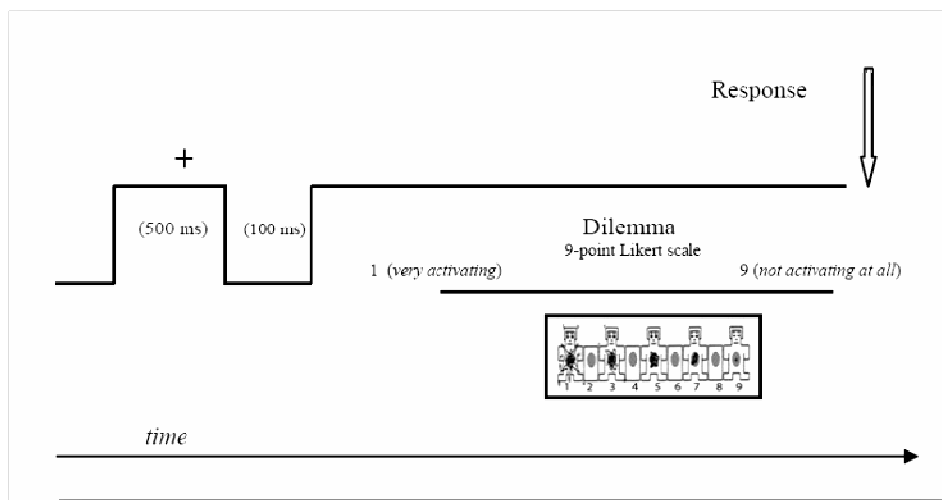 Response
+
(500 ms)
(100 ms)
Dilemma
9-point Likert scale
1 (very activating)
9 (not activating at all)
1 2 3 4 5 6 7 8 9
time